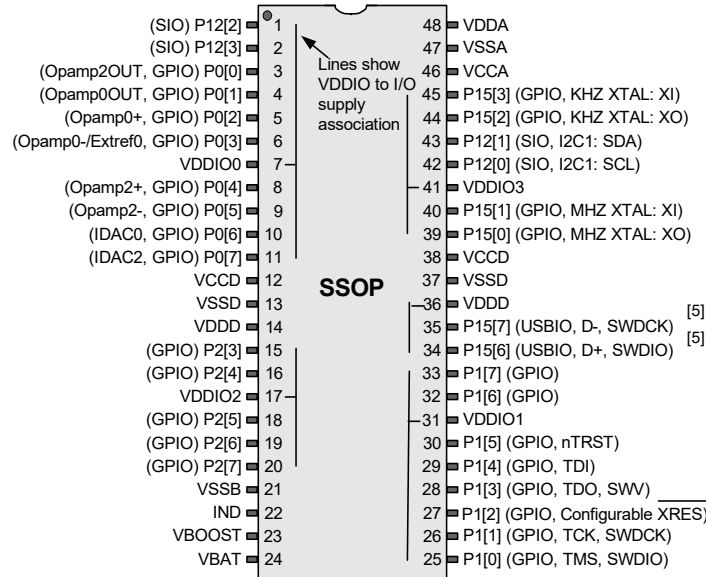 (SIO) P12[2] 1
(SIO) P12[3] 2
(Opamp2OUT, GPIO) P0[0] 3
(Opamp0OUT, GPIO) P0[1] 4
(Opamp0+, GPIO) P0[2] 5
(Opamp0-/Extref0, GPIO) P0[3] 6
VDDIO0 7
(Opamp2+, GPIO) P0[4] 8
(Opamp2-, GPIO) P0[5] 9
(IDAC0, GPIO) P0[6] 10
(IDAC2, GPIO) P0[7] 11
VCCD 12
VSSD 13
VDDD 14
(GPIO) P2[3] 15
(GPIO) P2[4] 16
VDDIO2 17
(GPIO) P2[5] 18
(GPIO) P2[6] 19
(GPIO) P2[7] 20
VSSB 21
IND 22
VBOOST 23
VBAT 24
Lines show
VDDIO to I/O
supply
association
SSOP
48 VDDA
47 VSSA
46 VCCA
45 P15[3] (GPIO, KHZ XTAL: XI)
44 P15[2] (GPIO, KHZ XTAL: XO)
43 P12[1] (SIO, I2C1: SDA)
42 P12[0] (SIO, I2C1: SCL)
41 VDDIO3
40 P15[1] (GPIO, MHZ XTAL: XI)
39 P15[0] (GPIO, MHZ XTAL: XO)
38 VCCD
37 VSSD
36 VDDD
35 P15[7] (USBIO, D-, SWDCK) [5]
34 P15[6] (USBIO, D+, SWDIO) [5]
33 P1[7] (GPIO)
32 P1[6] (GPIO)
31 VDDIO1
30 P1[5] (GPIO, nTRST)
29 P1[4] (GPIO, TDI)
28 P1[3] (GPIO, TDO, SWV)
27 P1[2] (GPIO, Configurable XRES)
26 P1[1] (GPIO, TCK, SWDCK)
25 P1[0] (GPIO, TMS, SWDIO)